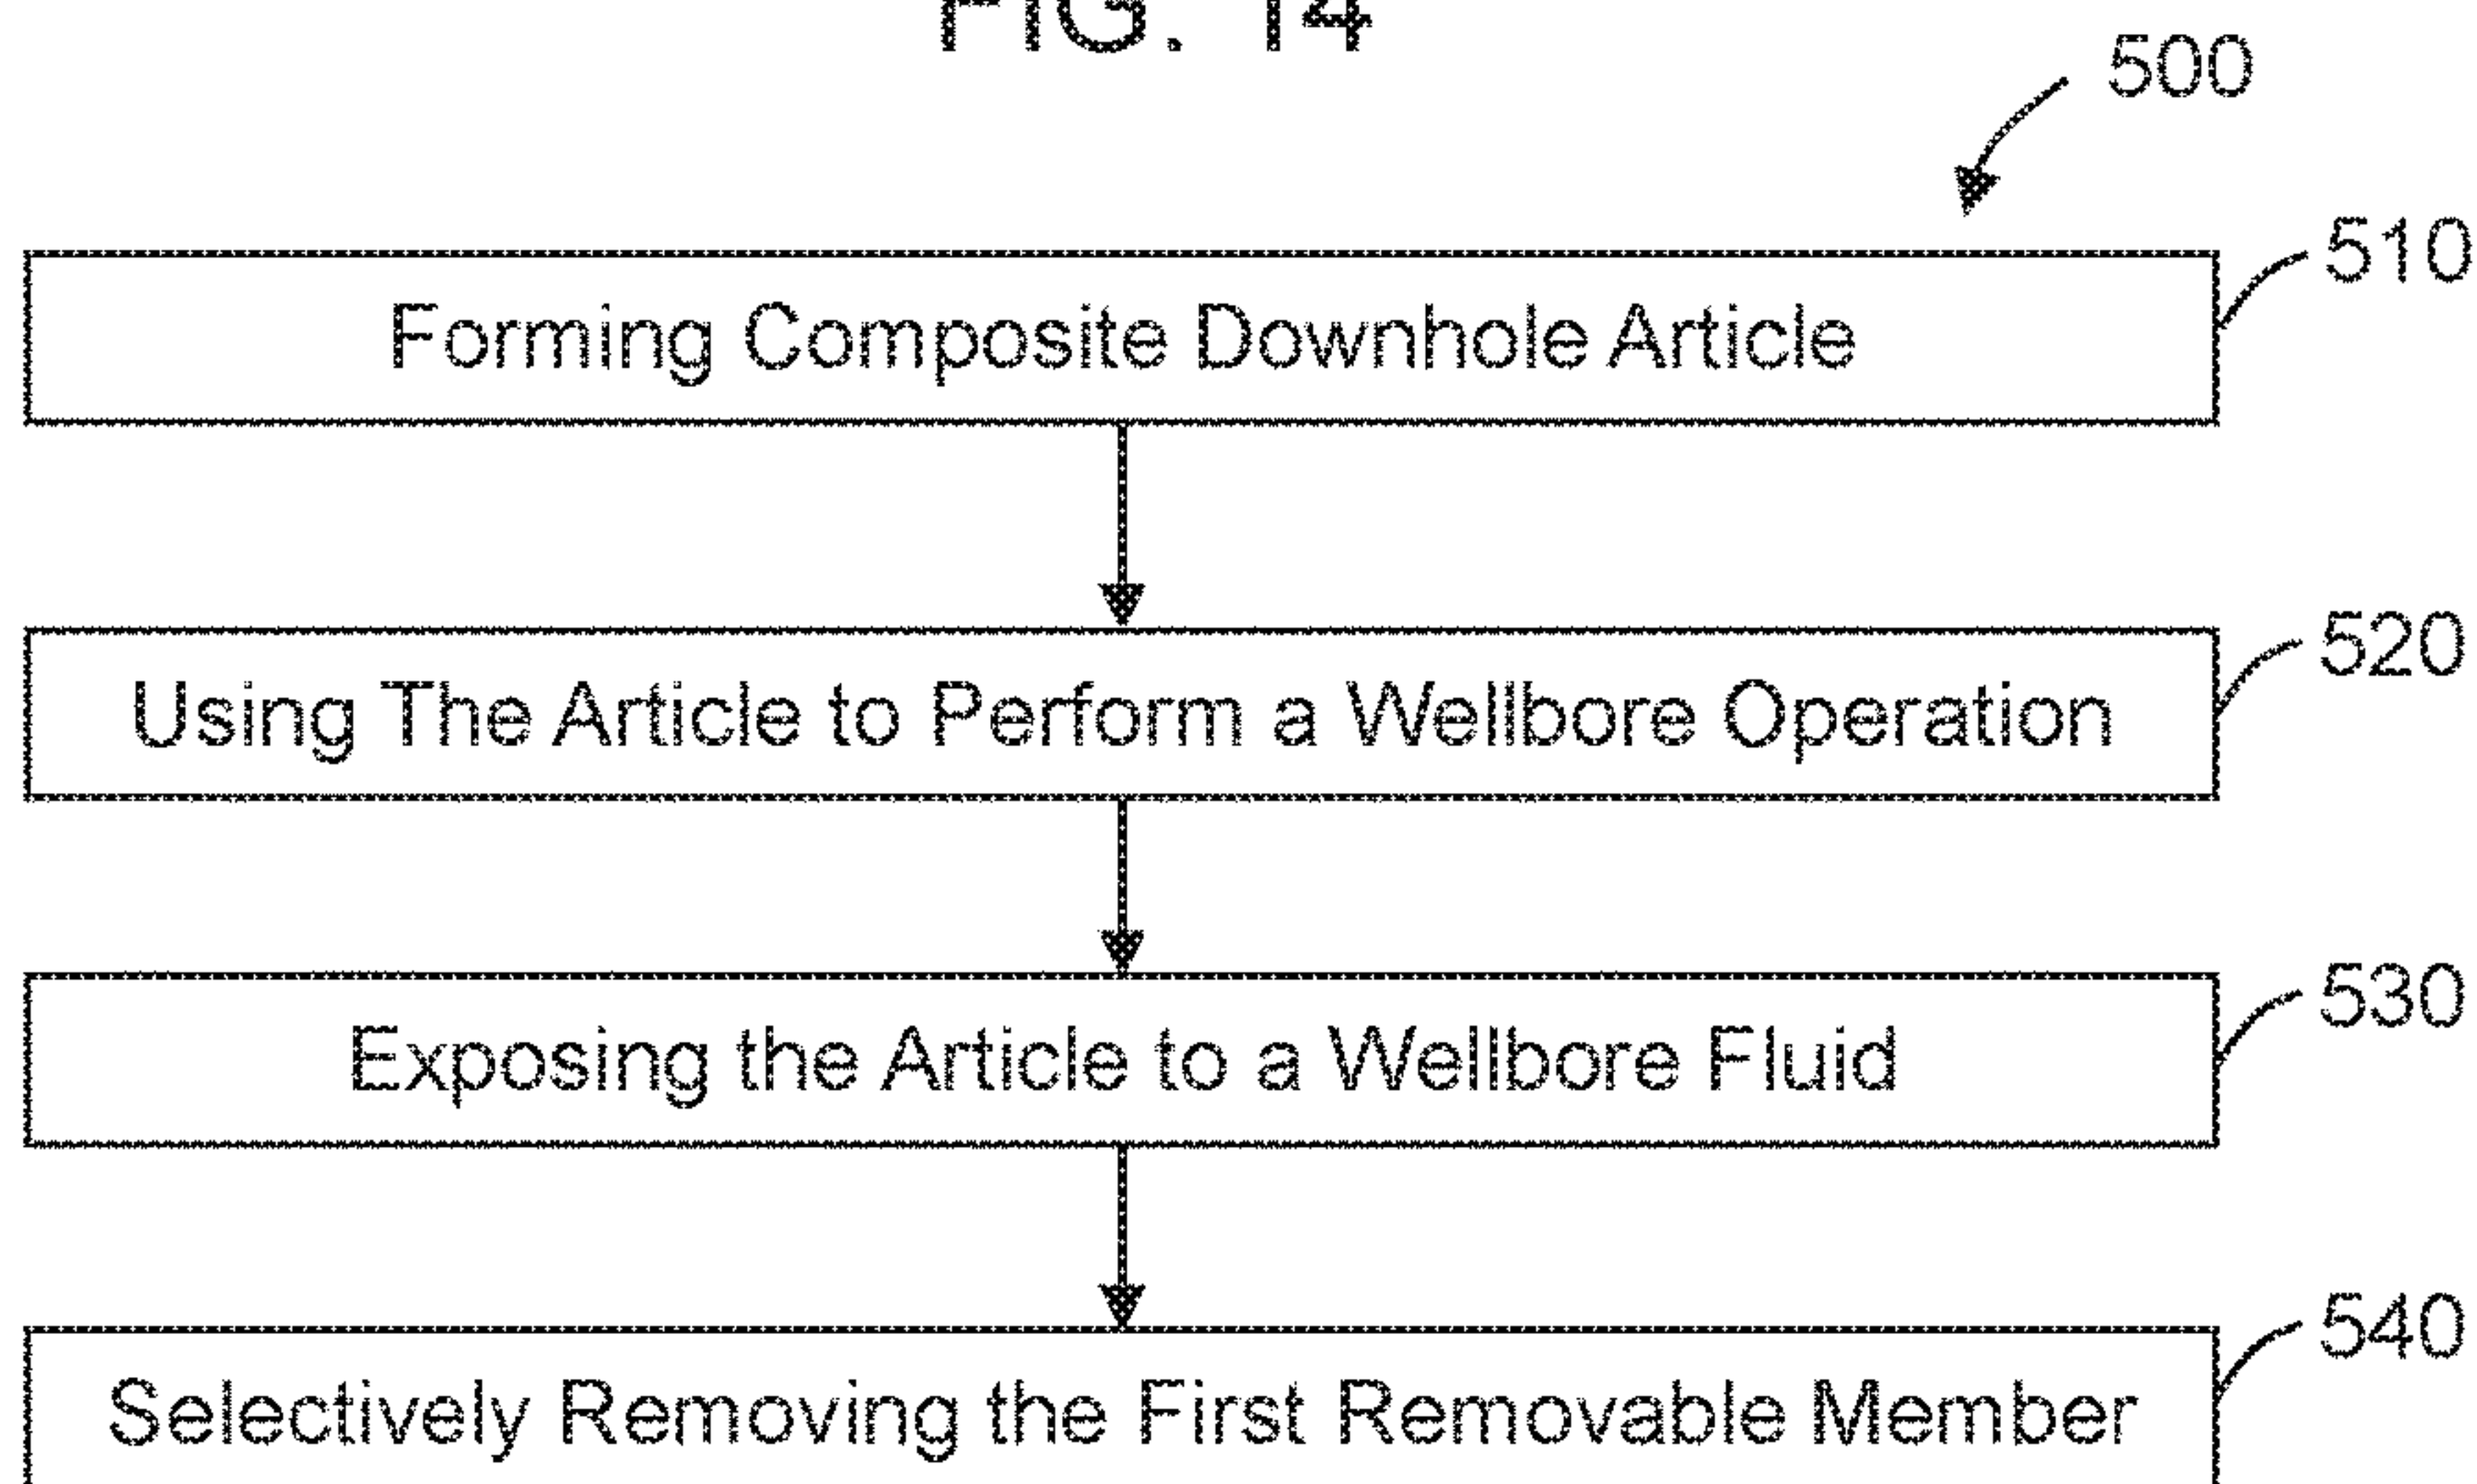 FIG. 14
500
510
Forming Composite Downhole Article
520
Using The Article to Perform a Wellbore Operation
530
Exposing the Article to a Wellbore Fluid
540
Selectively Removing the First Removable Member